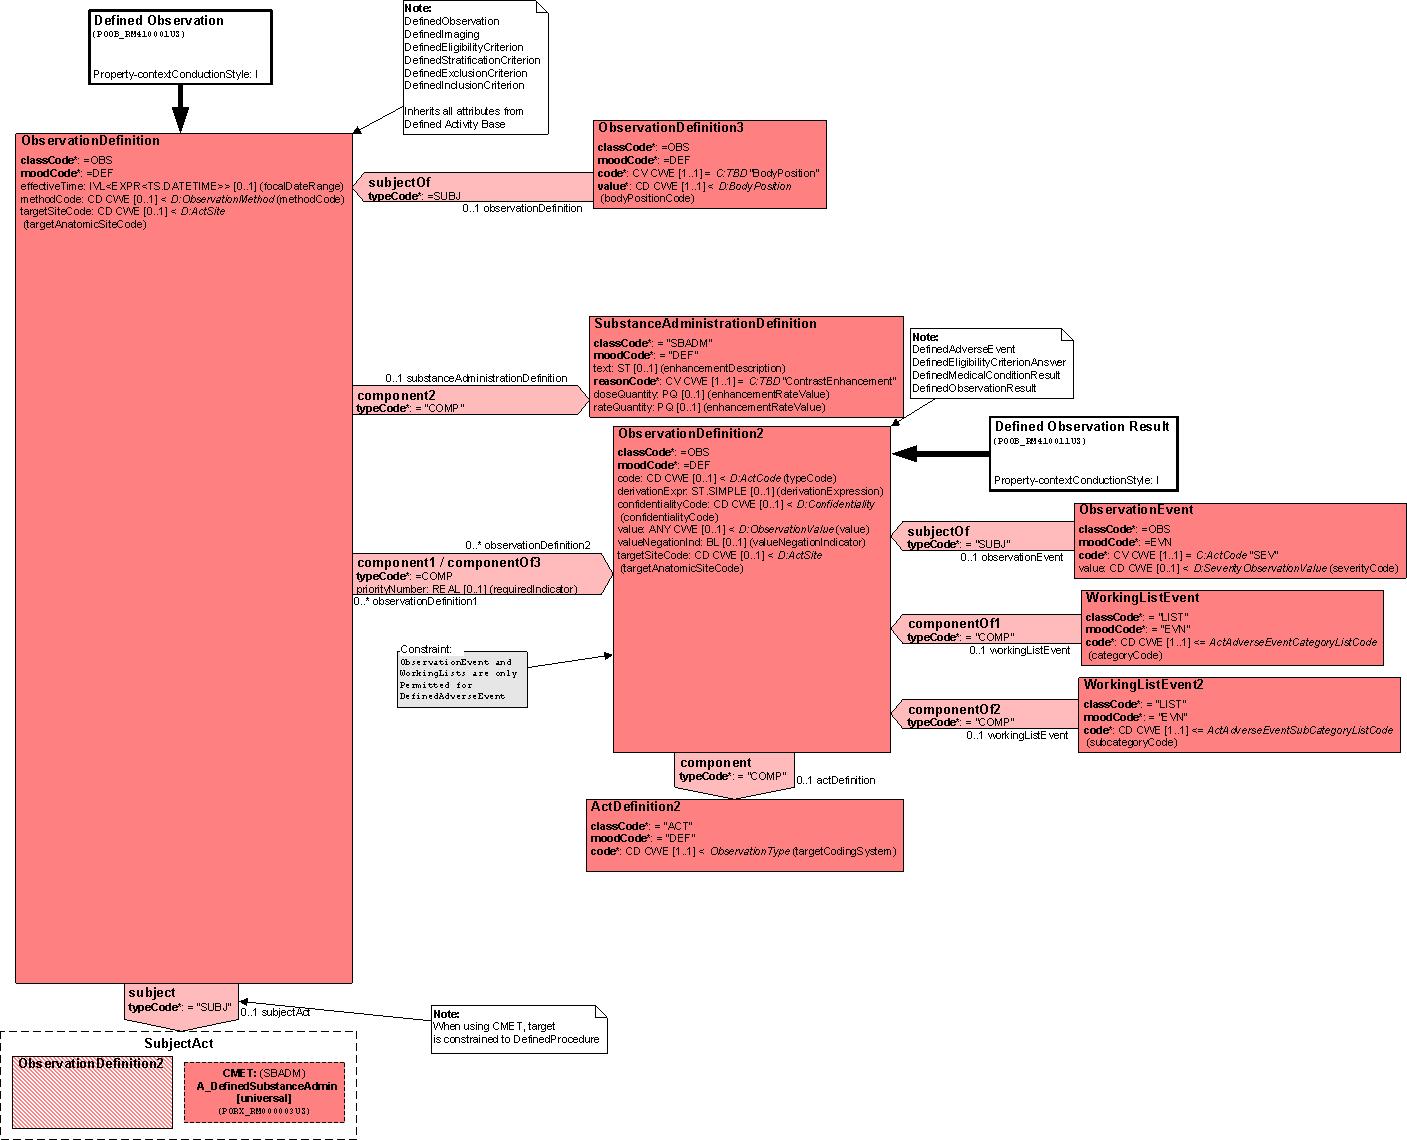 Defined Observation
(POOB_RM410001US)
Property-contextConductionStyle: I
Note:
DefinedObservation
DefinedImaging
DefinedEligibilityCriterion
DefinedStratificationCriterion
DefinedExclusionCriterion
DefinedInclusionCriterion
Inherits all attributes from
Defined Activity Base
ObservationDefinition
classCode*: =OBS
moodCode*: =DEF
effectiveTime: IVL<EXPR<TS.DATETIME>> [0..1] (focalDateRange)
methodCode: CD CWE [0..1] < D:ObservationMethod (methodCode)
targetSiteCode: CD CWE [0..1] < D:ActSite
(targetAnatomicSiteCode)
subjectOf
typeCode*: =SUBJ
0..1 observationDefinition
ObservationDefinition3
classCode*: =OBS
moodCode*: =DEF
code*: CV CWE [1..1] = C:TBD "BodyPosition"
value*: CD CWE [1..1] < D:BodyPosition
(bodyPositionCode)
0..1 substanceAdministrationDefinition
component2
typeCode*: = "COMP"
SubstanceAdministrationDefinition
classCode*: = "SBADM"
moodCode*: = "DEF"
text: ST [0..1] (enhancementDescription)
reasonCode*: CV CWE [1..1] = C:TBD "ContrastEnhancement"
doseQuantity: PQ [0..1] (enhancementRateValue)
rateQuantity: PQ [0..1] (enhancementRateValue)
Note:
DefinedAdverseEvent
DefinedEligibilityCriterionAnswer
DefinedMedicalConditionResult
DefinedObservationResult
Defined Observation Result
(POOB_RM410011US)
Property-contextConductionStyle: I
ObservationDefinition2
classCode*: =OBS
moodCode*: =DEF
code: CD CWE [0..1] < D:ActCode (typeCode)
derivationExpr: ST.SIMPLE [0..1] (derivationExpression)
confidentialityCode: CD CWE [0..1] < D:Confidentiality
(confidentialityCode)
value: ANY CWE [0..1] < D:ObservationValue (value)
valueNegationInd: BL [0..1] (valueNegationIndicator)
targetSiteCode: CD CWE [0..1] < D:ActSite
(targetAnatomicSiteCode)
0..* observationDefinition2
component1 / componentOf3
typeCode*: =COMP
priorityNumber: REAL [0..1] (requiredIndicator)
0..* observationDefinition1
subjectOf
typeCode*: = "SUBJ"
0..1 observationEvent
ObservationEvent
classCode*: =OBS
moodCode*: =EVN
code*: CV CWE [1..1] = C:ActCode "SEV"
value: CD CWE [0..1] < D:SeverityObservationValue (severityCode)
componentOf1
typeCode*: = "COMP"
0..1 workingListEvent
WorkingListEvent
classCode*: = "LIST"
moodCode*: = "EVN"
code*: CD CWE [1..1] <= ActAdverseEventCategoryListCode
(categoryCode)
Constraint:
ObservationEvent and
WorkingLists are only
Permitted for
DefinedAdverseEvent
componentOf2
typeCode*: = "COMP"
0..1 workingListEvent
WorkingListEvent2
classCode*: = "LIST"
moodCode*: = "EVN"
code*: CD CWE [1..1] <= ActAdverseEventSubCategoryListCode
(subcategoryCode)
component
typeCode*: = "COMP"
0..1 actDefinition
ActDefinition2
classCode*: = "ACT"
moodCode*: = "DEF"
code*: CD CWE [1..1] < ObservationType (targetCodingSystem)
subject
typeCode*: = "SUBJ"
0..1 subjectAct
Note:
When using CMET, target
is constrained to DefinedProcedure
SubjectAct
ObservationDefinition2
CMET: (SBADM)
A_DefinedSubstanceAdmin
[universal]
(PORX_RM000003US)